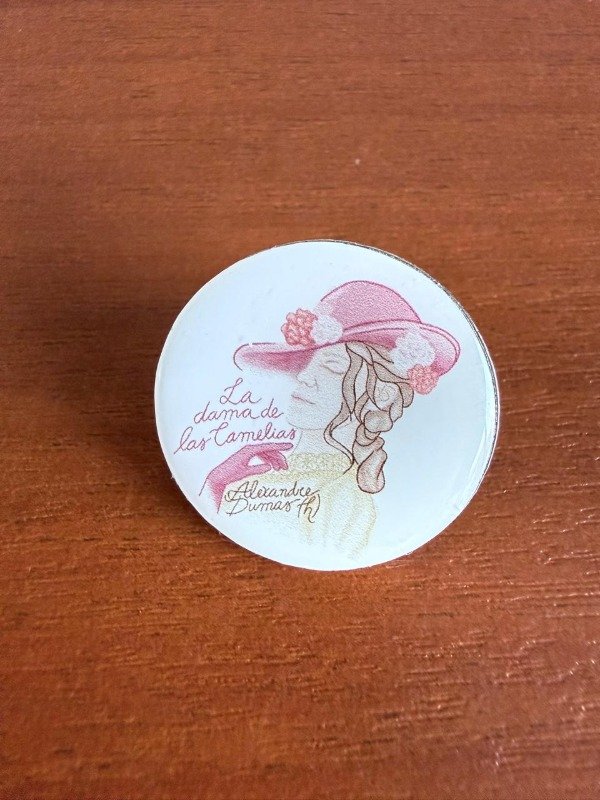 La
dama de
las Camelias
(Alexandre
Dumas (h)